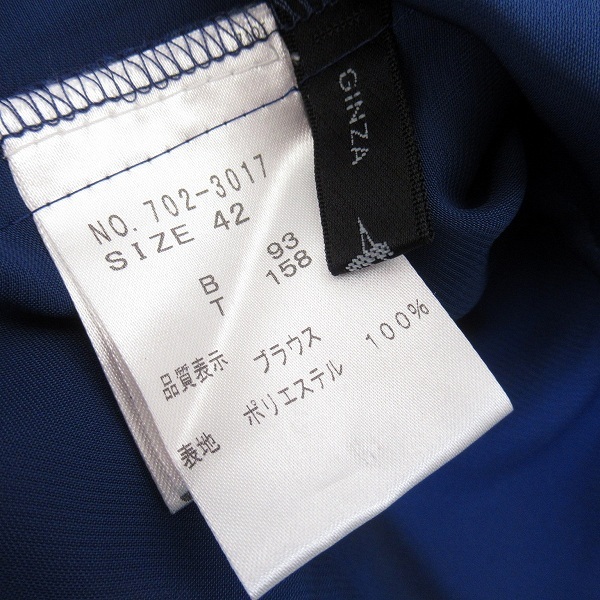 GINZA
NO. 702-3017
SIZE 42
B 93
T 158
品質表示 ブラウス
表地 ポリエステル 100%